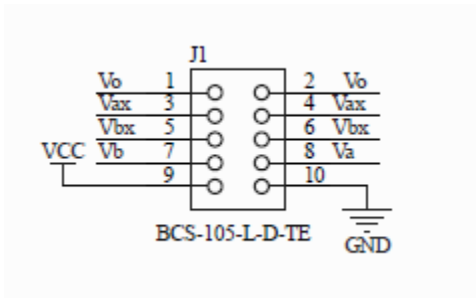 J1
Vo 1 2 Vo
Vax 3 4 Vax
Vbx 5 6 Vbx
VCC Vb 7 8 Va
9 10
BCS-105-L-D-TE
GND